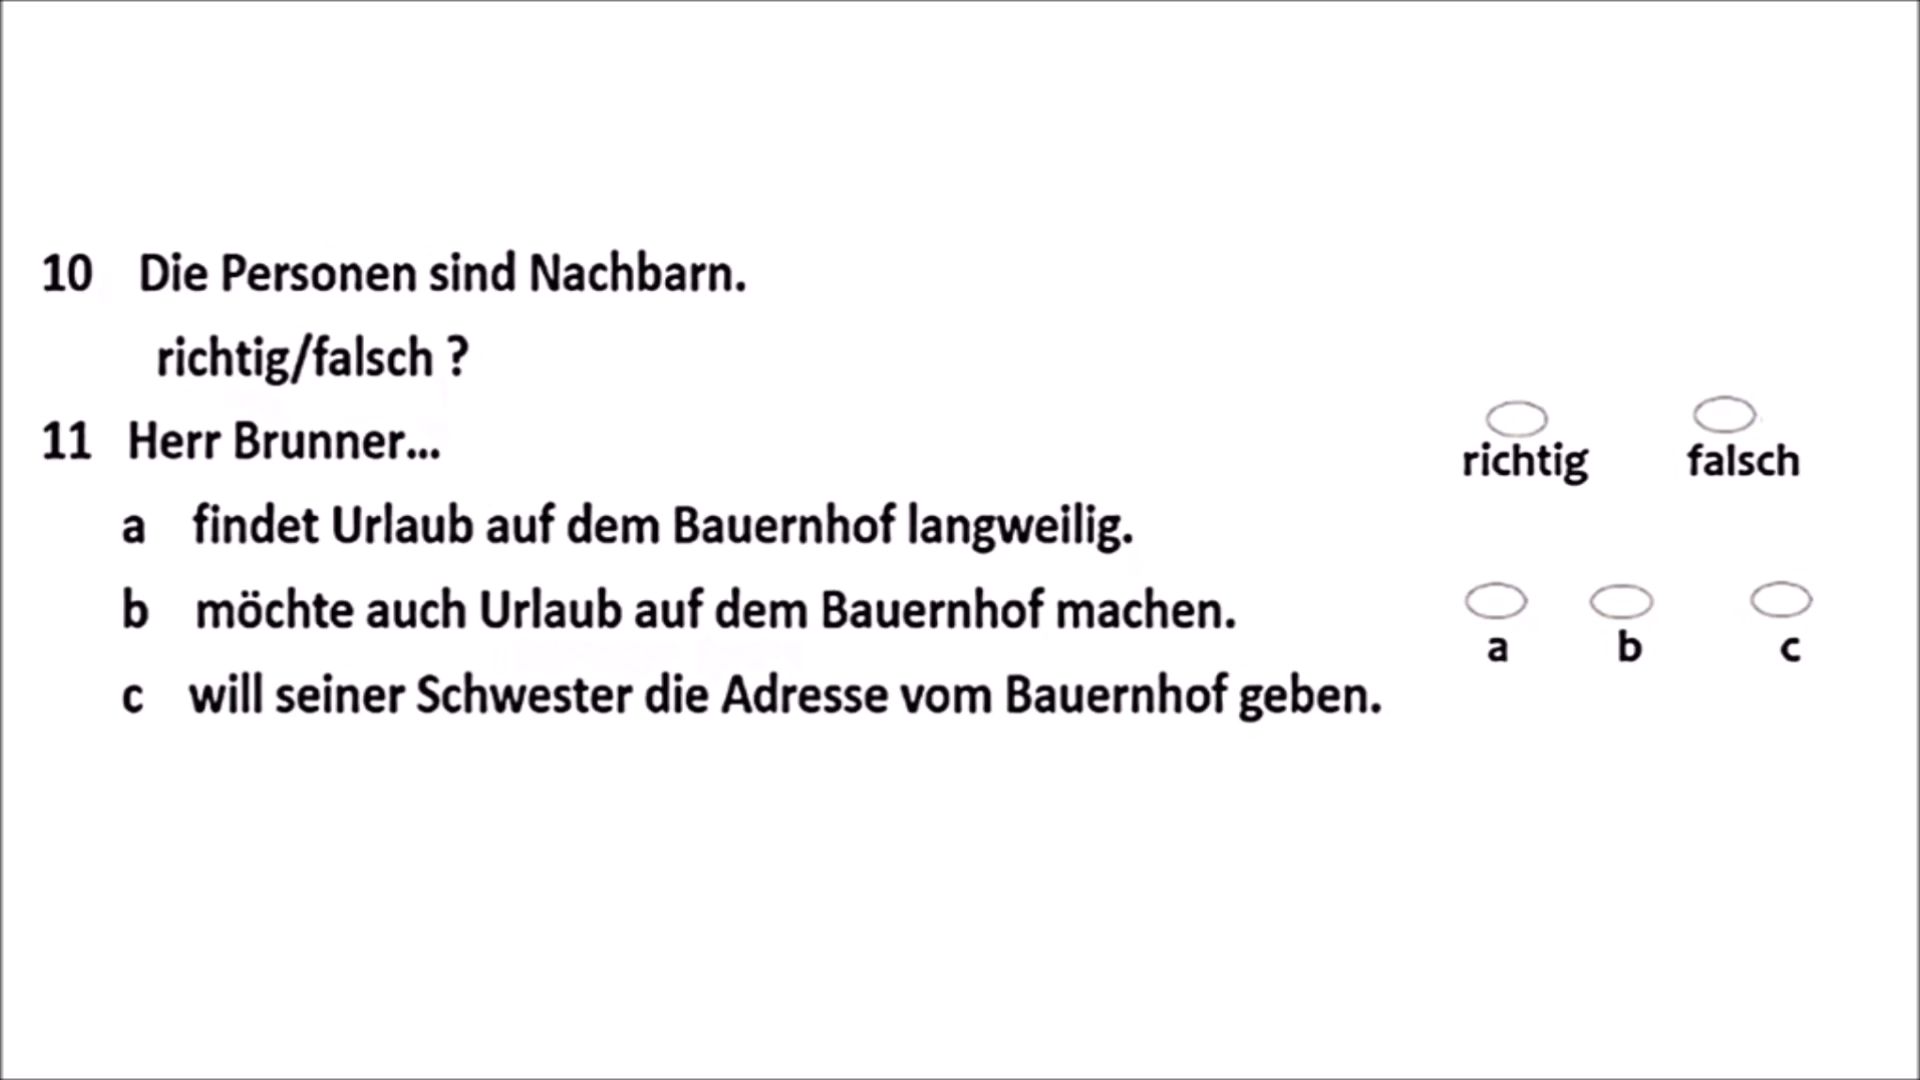 10 Die Personen sind Nachbarn.
richtig/falsch ?
11 Herr Brunner...
richtig falsch
a findet Urlaub auf dem Bauernhof langweilig.
b möchte auch Urlaub auf dem Bauernhof machen.
a b c
c will seiner Schwester die Adresse vom Bauernhof geben.